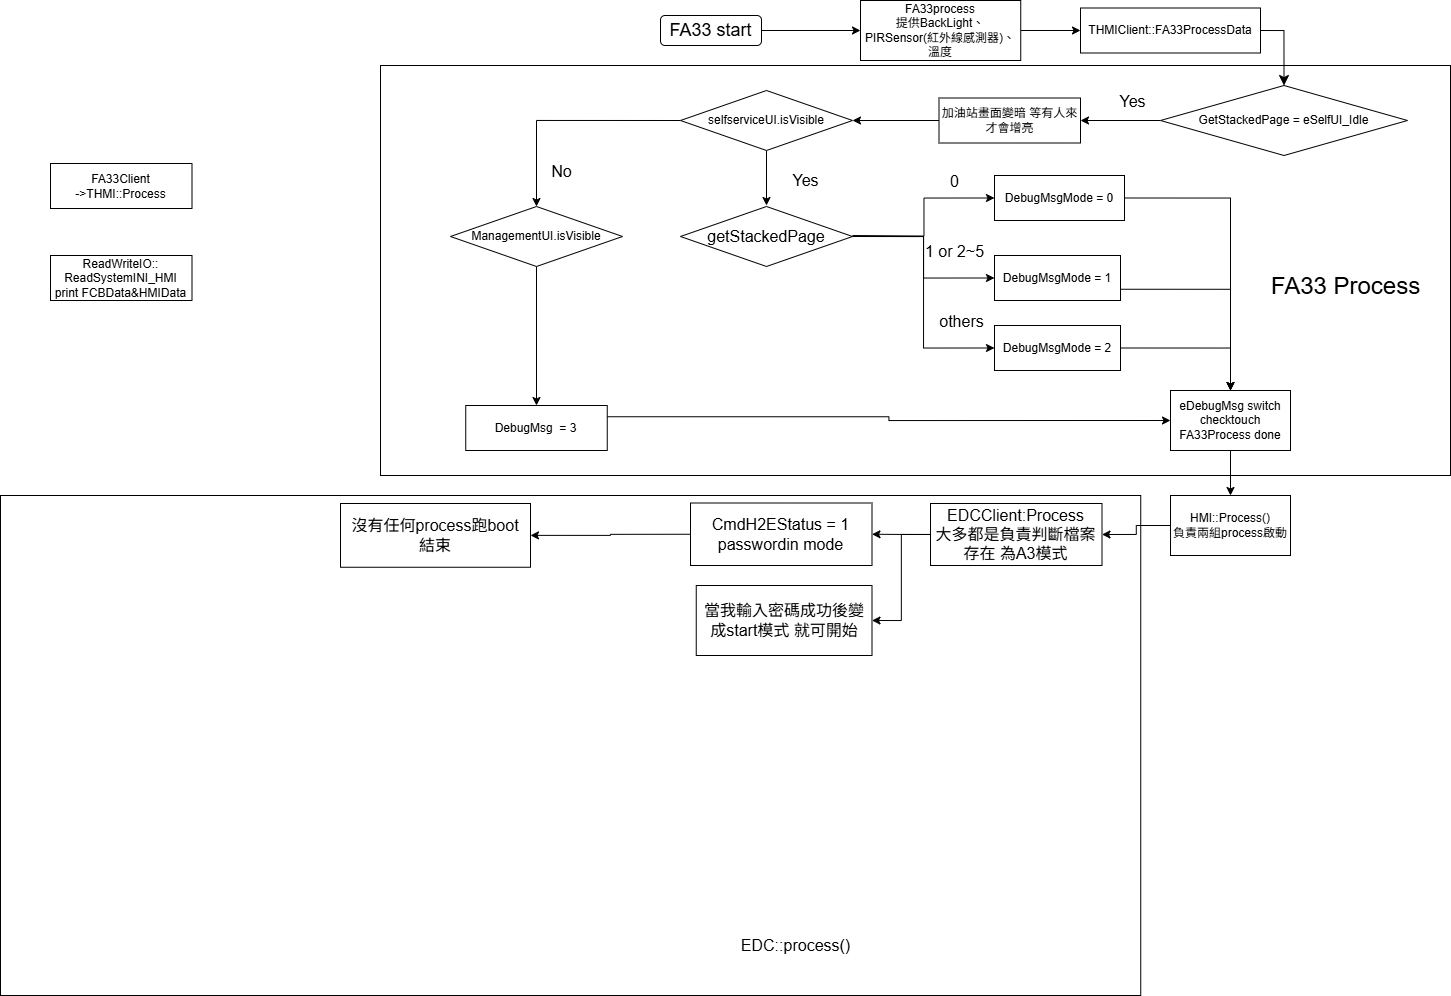 FA33 start
FA33process
提供BackLight、
PIRSensor(紅外線感測器)、
溫度
THMIClient::FA33ProcessData
GetStackedPage = eSelfUI_Idle
Yes
加油站畫面變暗 等有人來
才會增亮
selfserviceUI.isVisible
No
Yes
FA33Client
->THMI::Process
ManagementUI.isVisible
getStackedPage
0
DebugMsgMode = 0
1 or 2~5
DebugMsgMode = 1
others
DebugMsgMode = 2
FA33 Process
ReadWriteIO::
ReadSystemINI_HMI
print FCBData&HMIData
DebugMsg  = 3
eDebugMsg switch
checktouch
FA33Process done
HMI::Process()
負責兩組process啟動
EDCClient:Process
大多都是負責判斷檔案
存在 為A3模式
CmdH2EStatus = 1
passwordin mode
沒有任何process跑boot
結束
當我輸入密碼成功後變
成start模式 就可開始
EDC::process()